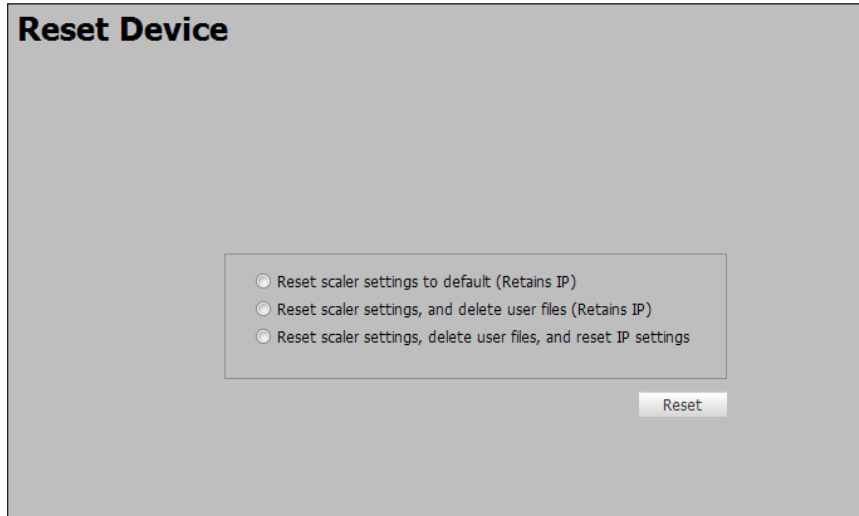 Reset Device
Reset scaler settings to default (Retains IP)
Reset scaler settings, and delete user files (Retains IP)
Reset scaler settings, delete user files, and reset IP settings
Reset